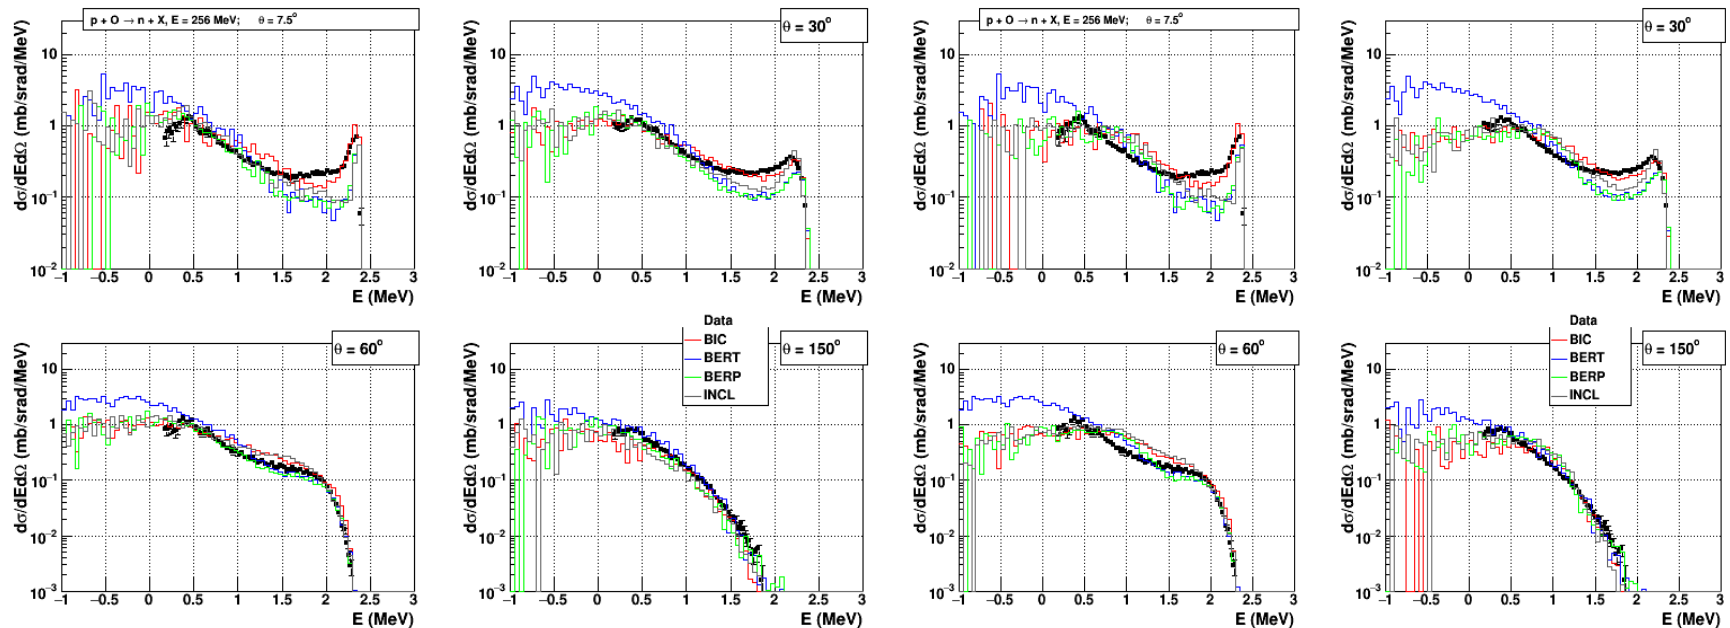 p + O → n + X, E = 256 MeV; θ = 7.5°
dσ/dEdΩ (mb/srad/MeV)
10
1
10⁻¹
10⁻²
−1 −0.5 0 0.5 1 1.5 2 2.5 3
E (MeV)
θ = 30°
dσ/dEdΩ (mb/srad/MeV)
10
1
10⁻¹
10⁻²
−1 −0.5 0 0.5 1 1.5 2 2.5 3
E (MeV)
p + O → n + X, E = 256 MeV; θ = 7.5°
dσ/dEdΩ (mb/srad/MeV)
10
1
10⁻¹
10⁻²
−1 −0.5 0 0.5 1 1.5 2 2.5 3
E (MeV)
θ = 30°
dσ/dEdΩ (mb/srad/MeV)
10
1
10⁻¹
10⁻²
−1 −0.5 0 0.5 1 1.5 2 2.5 3
E (MeV)
θ = 60°
dσ/dEdΩ (mb/srad/MeV)
10
1
10⁻¹
10⁻²
10⁻³
−1 −0.5 0 0.5 1 1.5 2 2.5 3
E (MeV)
Data
BIC
BERT
BERP
INCL
θ = 150°
dσ/dEdΩ (mb/srad/MeV)
10
1
10⁻¹
10⁻²
10⁻³
−1 −0.5 0 0.5 1 1.5 2 2.5 3
E (MeV)
θ = 60°
dσ/dEdΩ (mb/srad/MeV)
10
1
10⁻¹
10⁻²
10⁻³
−1 −0.5 0 0.5 1 1.5 2 2.5 3
E (MeV)
Data
BIC
BERT
BERP
INCL
θ = 150°
dσ/dEdΩ (mb/srad/MeV)
10
1
10⁻¹
10⁻²
10⁻³
−1 −0.5 0 0.5 1 1.5 2 2.5 3
E (MeV)